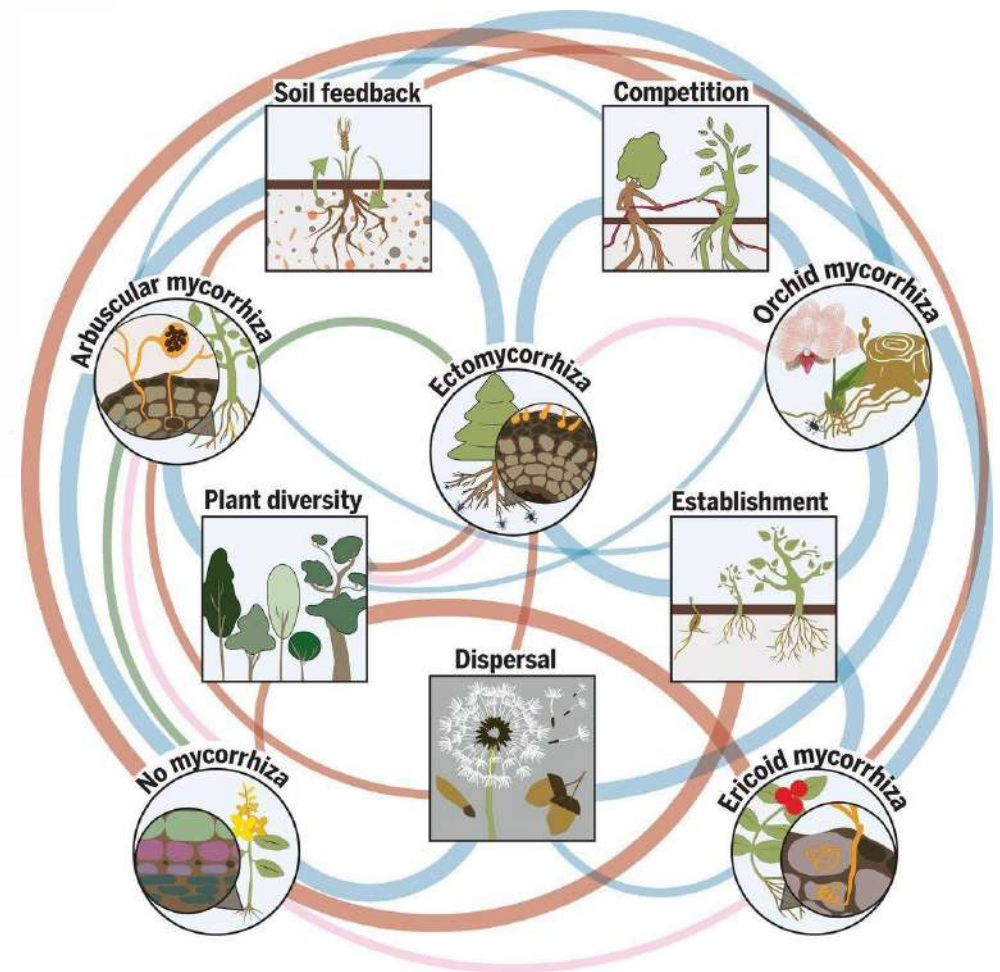 Soil feedback
Competition
Arbuscular mycorrhiza
Ectomycorrhiza
Orchid mycorrhiza
Plant diversity
Establishment
Dispersal
No mycorrhiza
Ericoid mycorrhiza